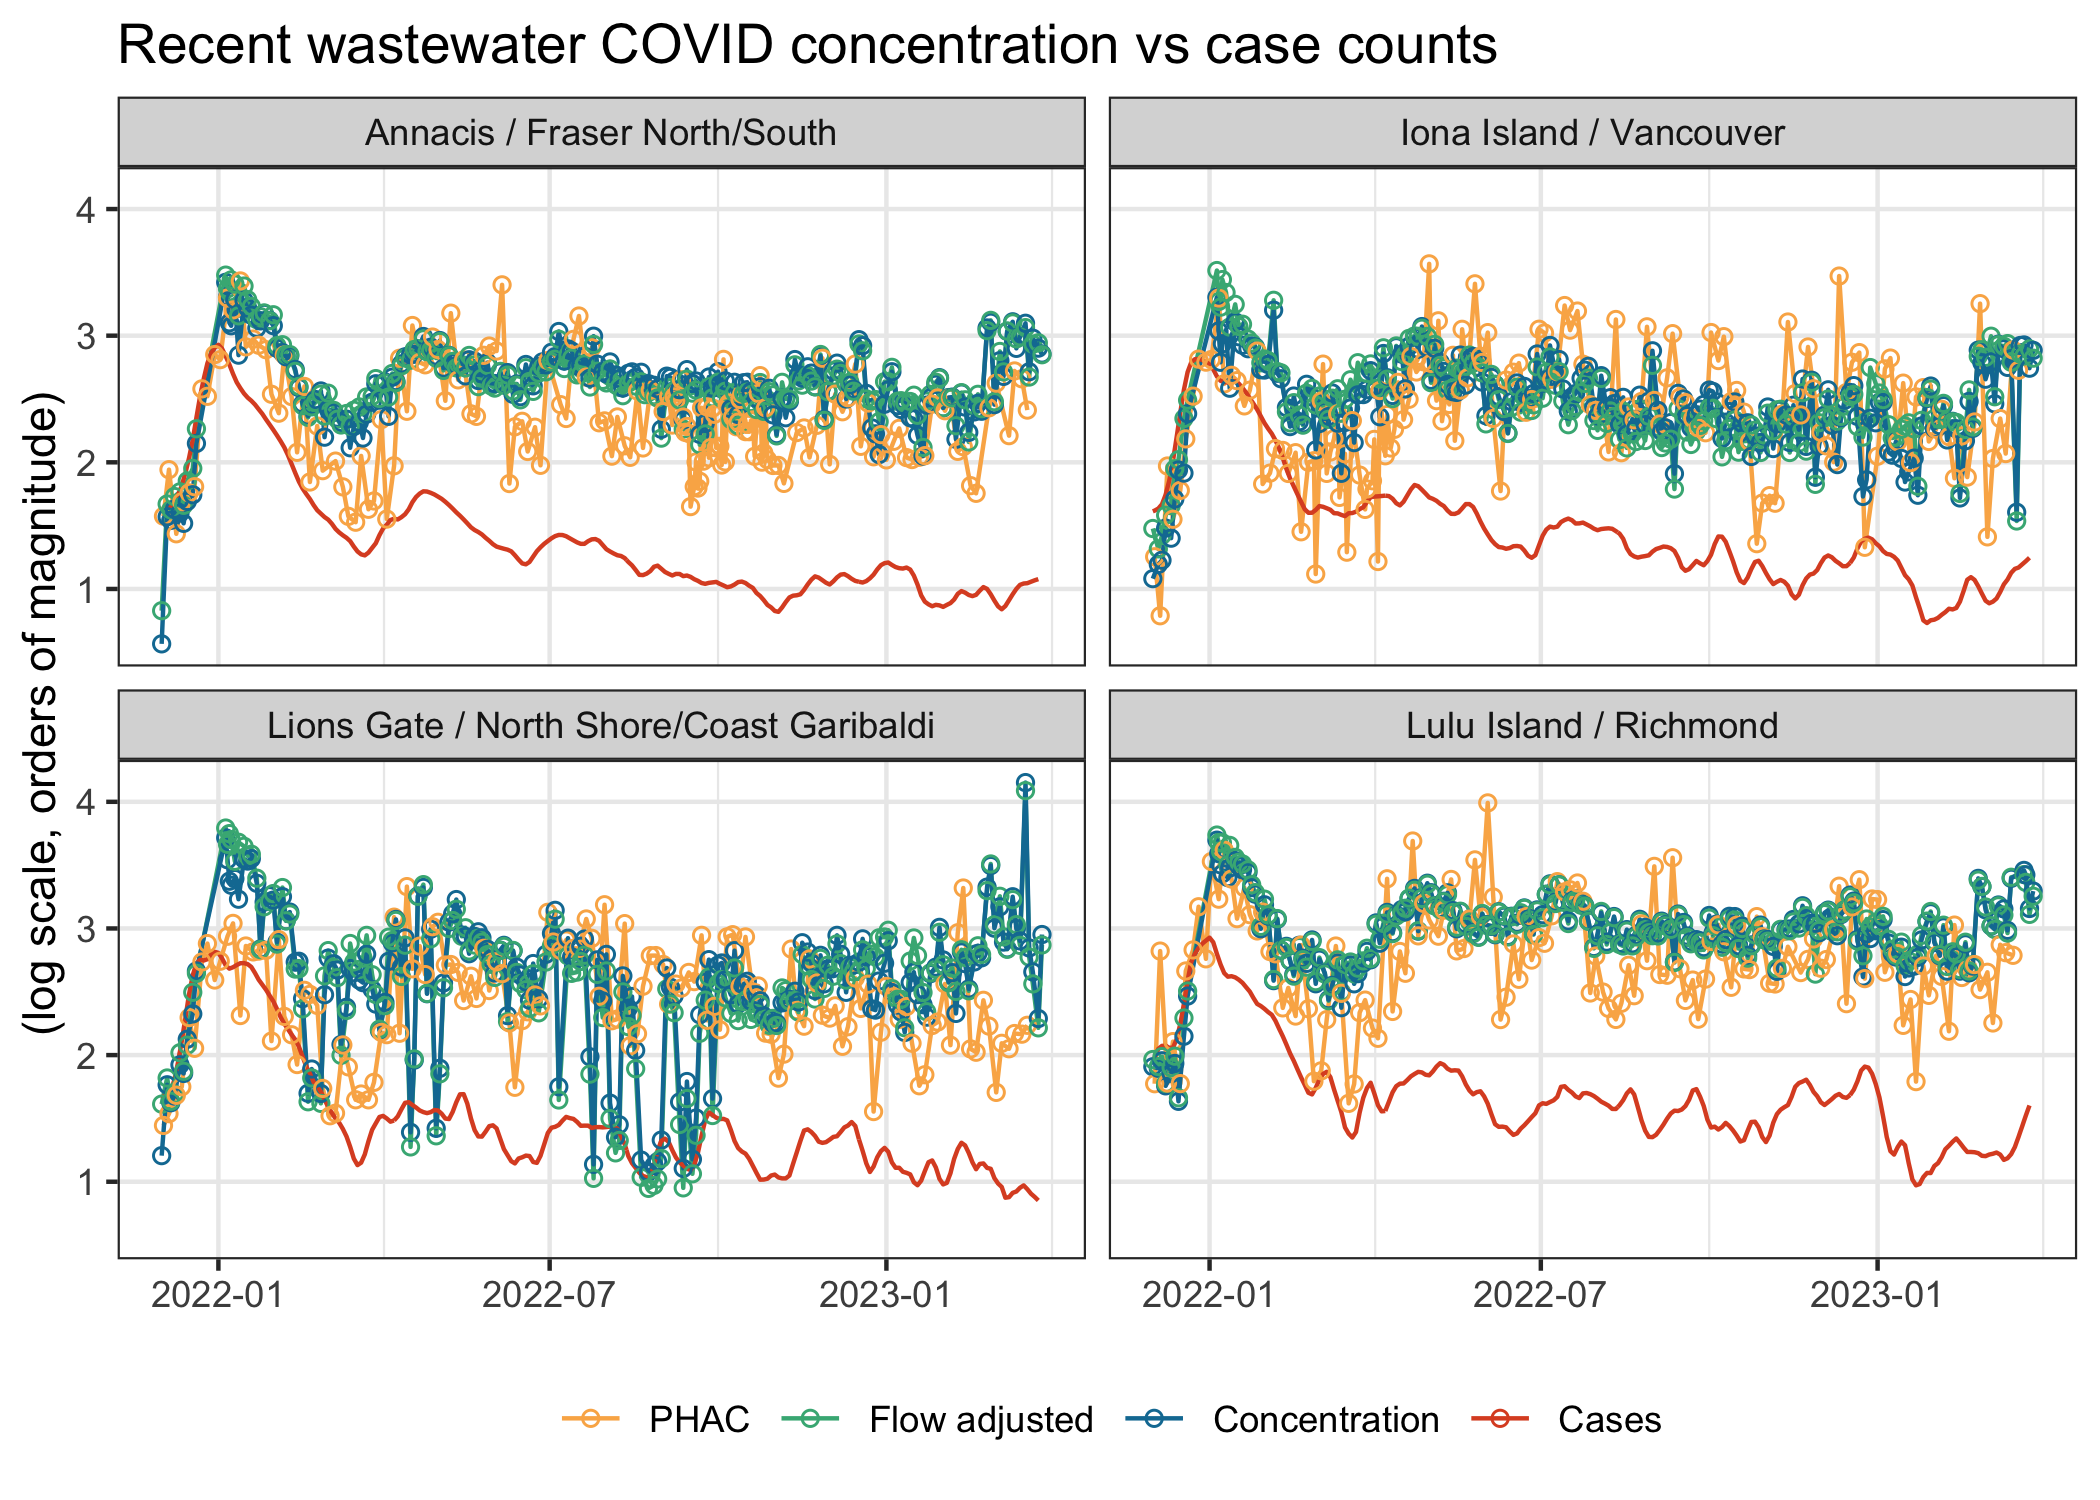 Recent wastewater COVID concentration vs case counts
Annacis / Fraser North/South
Iona Island / Vancouver
(log scale, orders of magnitude)
4
3
2
1
Lions Gate / North Shore/Coast Garibaldi
Lulu Island / Richmond
4
3
2
1
2022-01
2022-07
2023-01
2022-01
2022-07
2023-01
PHAC
Flow adjusted
Concentration
Cases